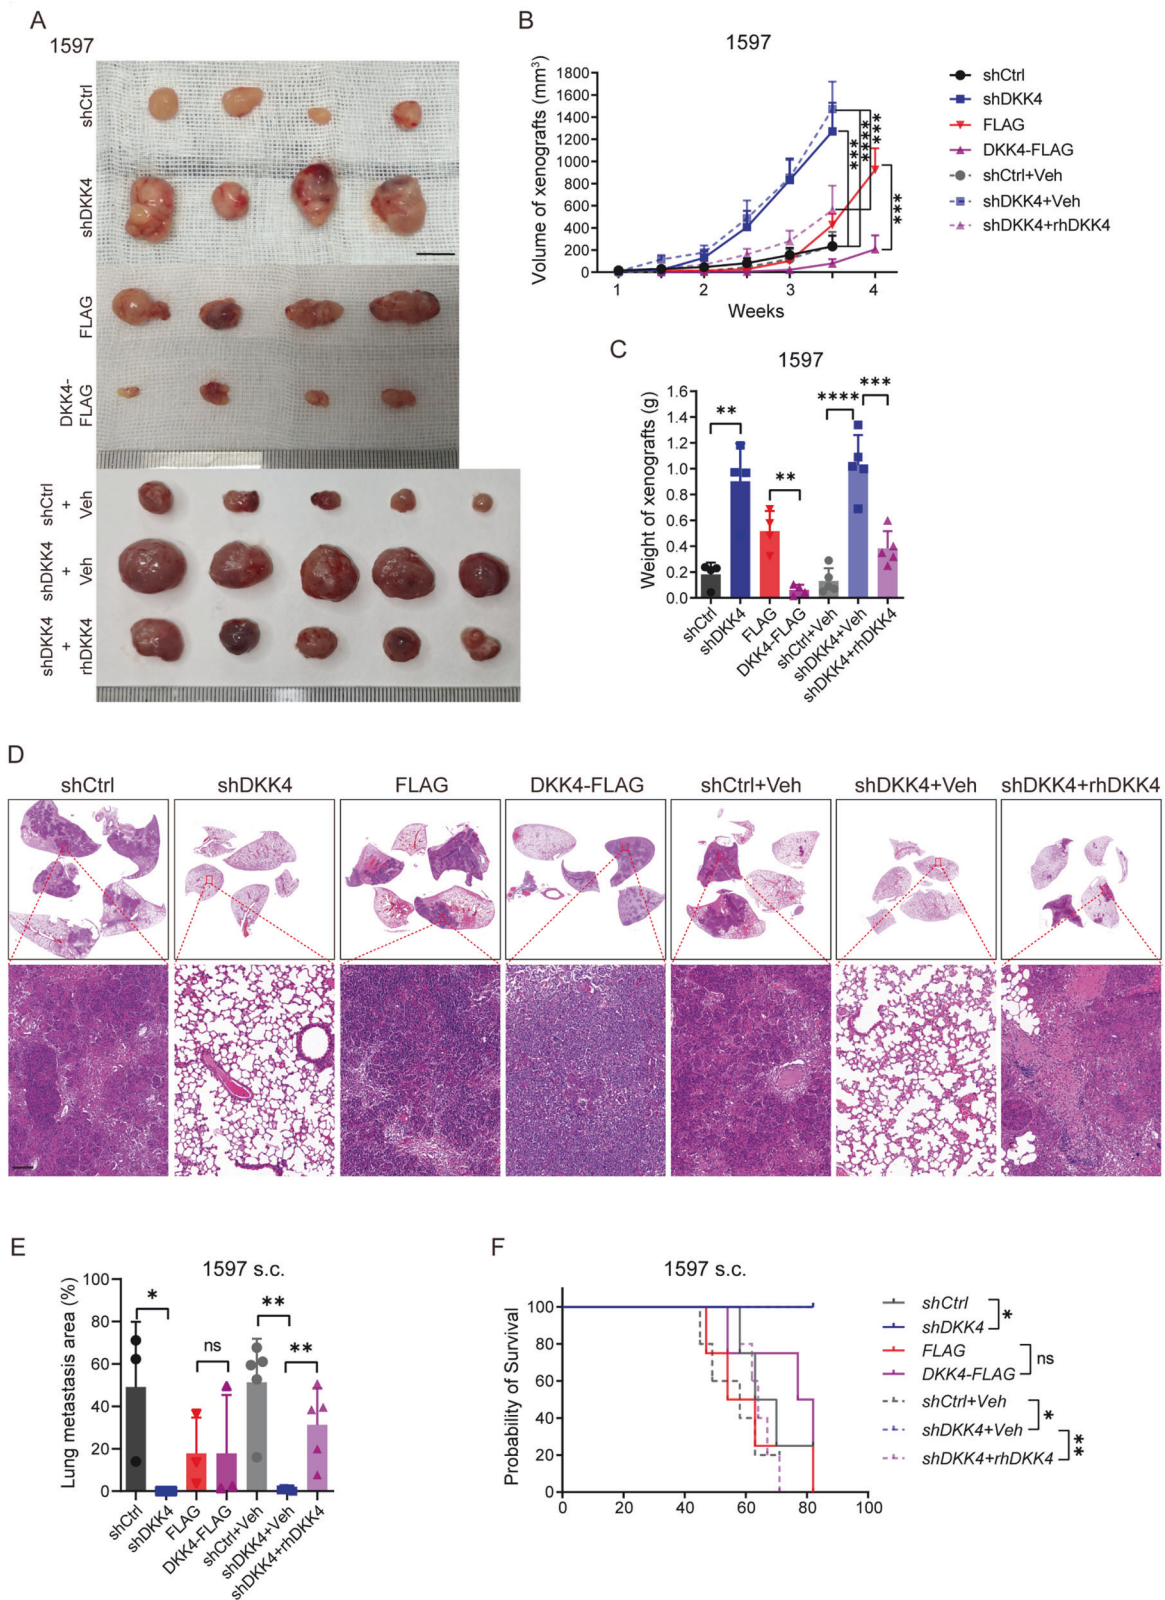 A
1597
shCtrl
shDKK4
FLAG
DKK4-
FLAG
shCtrl
+
Veh
shDKK4
+
Veh
shDKK4
+
rhDKK4
B
1597
Volume of xenografts (mm³)
1800
1600
1400
1200
1000
800
600
400
200
0
1
2
3
4
Weeks
***
****
***
***
shCtrl
shDKK4
FLAG
DKK4-FLAG
shCtrl+Veh
shDKK4+Veh
shDKK4+rhDKK4
C
1597
Weight of xenografts (g)
1.6
1.4
1.2
1.0
0.8
0.6
0.4
0.2
0.0
**
**
****
***
shCtrl
shDKK4
FLAG
DKK4-FLAG
shCtrl+Veh
shDKK4+Veh
shDKK4+rhDKK4
D
shCtrl
shDKK4
FLAG
DKK4-FLAG
shCtrl+Veh
shDKK4+Veh
shDKK4+rhDKK4
E
1597 s.c.
Lung metastasis area (%)
100
80
60
40
20
0
*
ns
**
**
shCtrl
shDKK4
FLAG
DKK4-FLAG
shCtrl+Veh
shDKK4+Veh
shDKK4+rhDKK4
F
1597 s.c.
Probability of Survival
100
80
60
40
20
0
0
20
40
60
80
100
shCtrl
shDKK4
FLAG
DKK4-FLAG
shCtrl+Veh
shDKK4+Veh
shDKK4+rhDKK4
*
ns
*
**